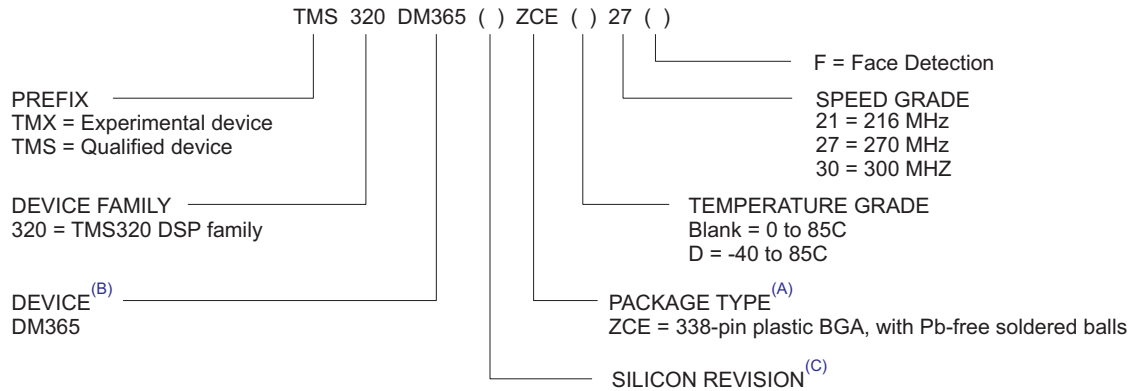 TMS 320 DM365 ( ) ZCE ( ) 27 ( )
F = Face Detection
PREFIX
TMX = Experimental device
TMS = Qualified device
SPEED GRADE
21 = 216 MHz
27 = 270 MHz
30 = 300 MHZ
DEVICE FAMILY
320 = TMS320 DSP family
TEMPERATURE GRADE
Blank = 0 to 85C
D = -40 to 85C
DEVICE(B)
DM365
PACKAGE TYPE(A)
ZCE = 338-pin plastic BGA, with Pb-free soldered balls
SILICON REVISION(C)